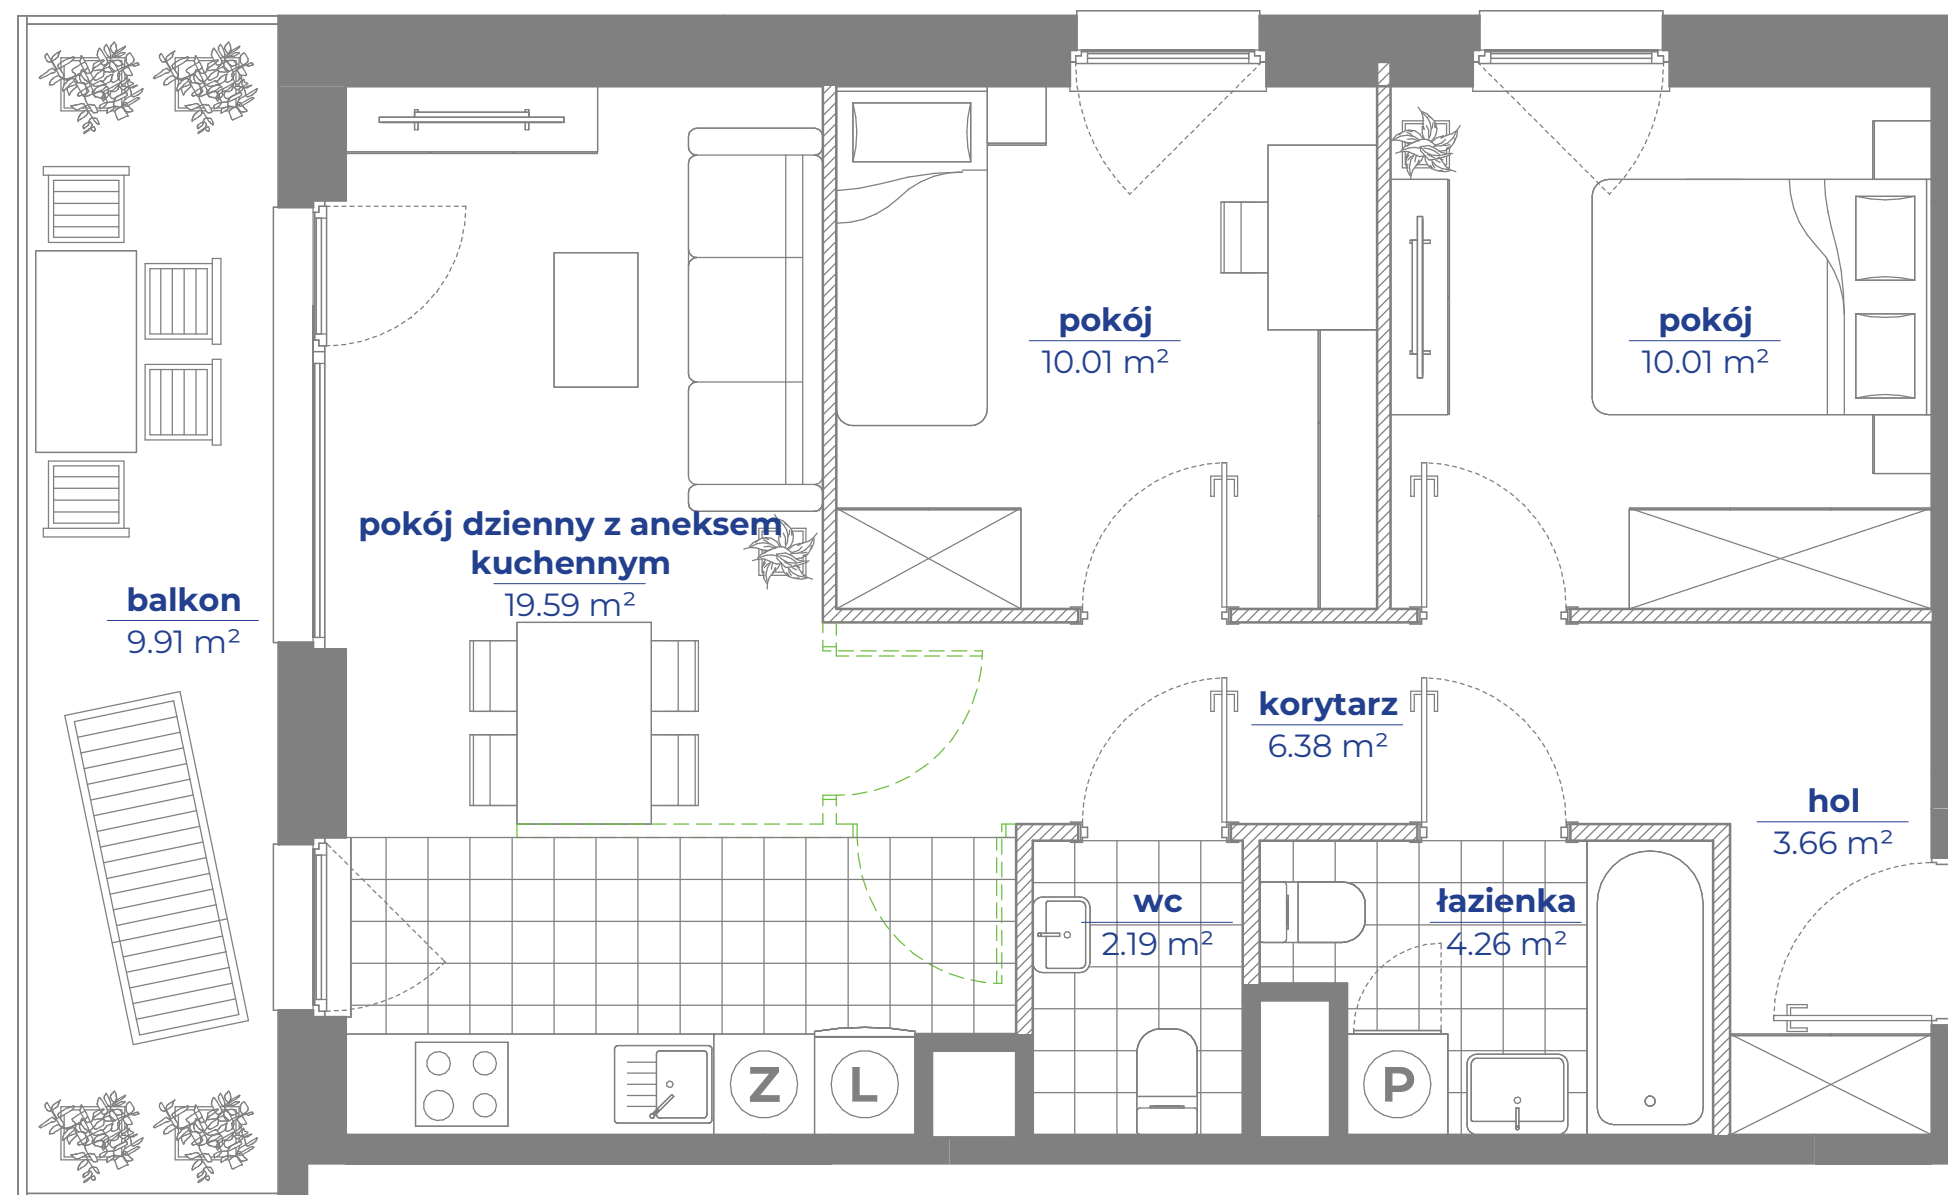 pokój
10.01 m²
pokój
10.01 m²
pokój dzienny z aneksem
kuchennym
19.59 m²
balkon
9.91 m²
korytarz
6.38 m²
hol
3.66 m²
wc
2.19 m²
łazienka
4.26 m²
Z
L
P